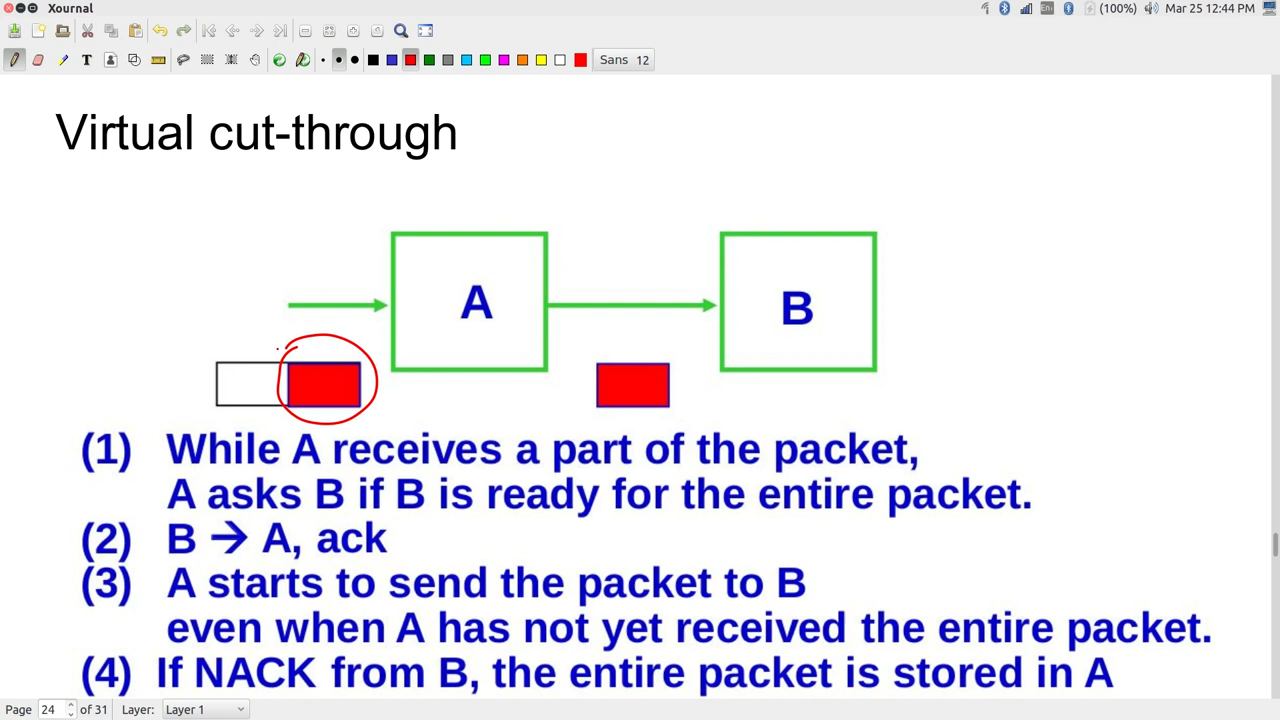 Xournal
(100%)
Mar 25 12:44 PM
T
Sans 12
Virtual cut-through
A
B
(1) While A receives a part of the packet,
A asks B if B is ready for the entire packet.
(2) B → A, ack
(3) A starts to send the packet to B
even when A has not yet received the entire packet.
(4) If NACK from B, the entire packet is stored in A
Page 24 of 31 Layer: Layer 1